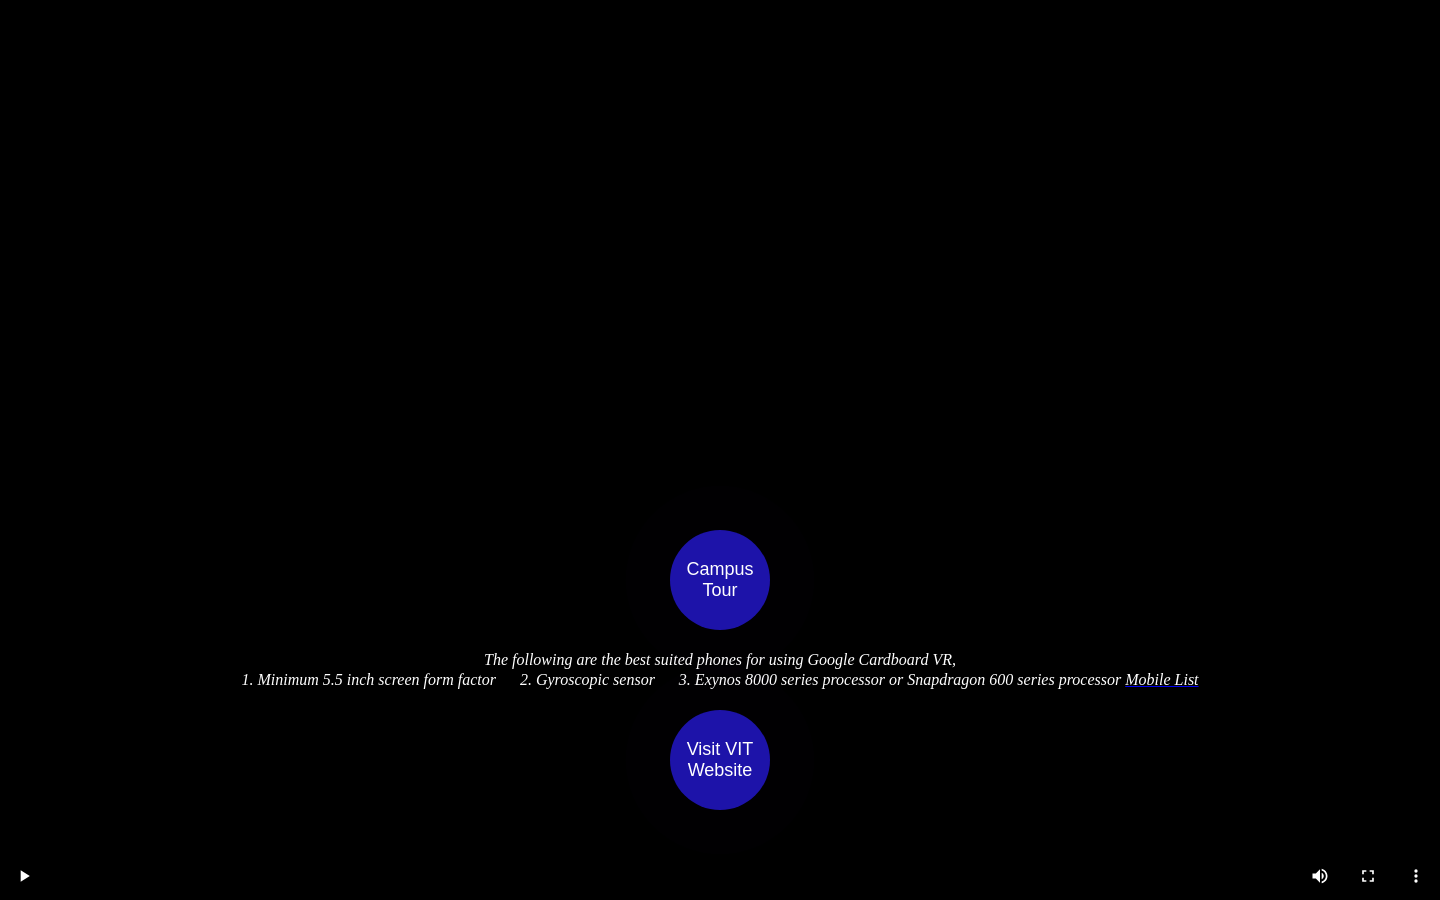 Campus
Tour
The following are the best suited phones for using Google Cardboard VR,
1. Minimum 5.5 inch screen form factor 2. Gyroscopic sensor 3. Exynos 8000 series processor or Snapdragon 600 series processor Mobile List
Visit VIT
Website